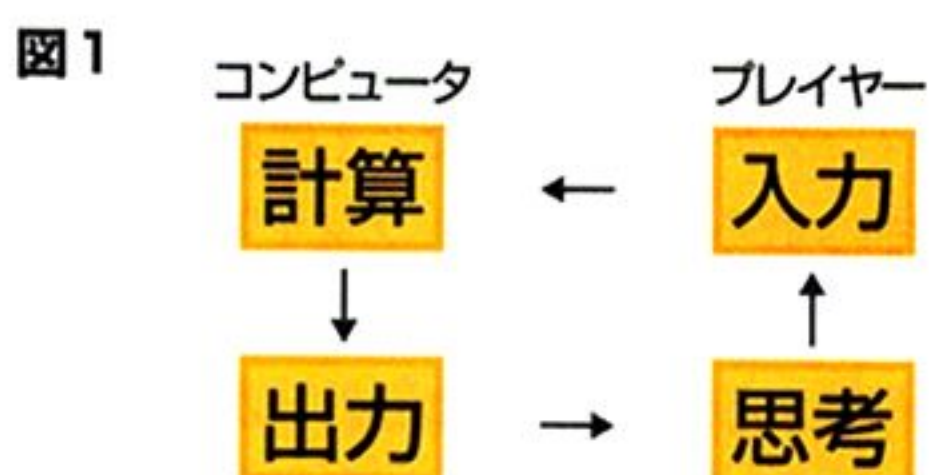 図1
コンピュータ プレイヤー
計算 ← 入力
↓ ↑
出力 → 思考